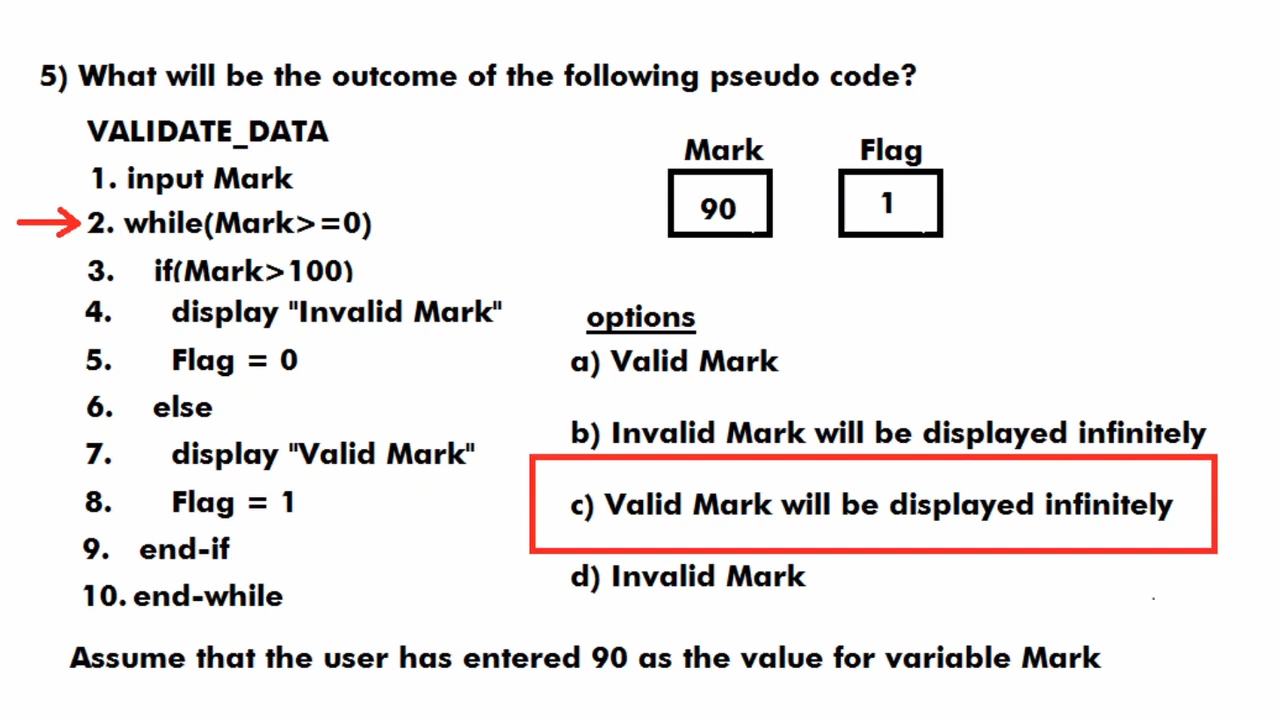 5) What will be the outcome of the following pseudo code?
VALIDATE_DATA
1. input Mark
2. while(Mark>=0)
3. if(Mark>100)
4. display "Invalid Mark"
5. Flag = 0
6. else
7. display "Valid Mark"
8. Flag = 1
9. end-if
10. end-while
Mark
Flag
90
1
options
a) Valid Mark
b) Invalid Mark will be displayed infinitely
c) Valid Mark will be displayed infinitely
d) Invalid Mark
Assume that the user has entered 90 as the value for variable Mark